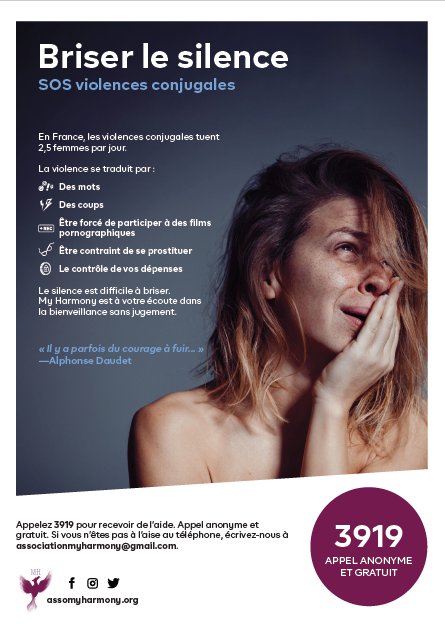 Briser le silence
SOS violences conjugales
En France, les violences conjugales tuent
2,5 femmes par jour.
La violence se traduit par :
Des mots
Des coups
REC
Être forcé de participer à des films
pornographiques
Être contraint de se prostituer
Le contrôle de vos dépenses
Le silence est difficile à briser.
My Harmony est à votre écoute dans
la bienveillance sans jugement.
« Il y a parfois du courage à fuir... »
—Alphonse Daudet
Appelez 3919 pour recevoir de l'aide. Appel anonyme et
gratuit. Si vous n'êtes pas à l'aise au téléphone, écrivez-nous à
associationmyharmony@gmail.com.
3919
APPEL ANONYME
ET GRATUIT
MH
assomyharmony.org